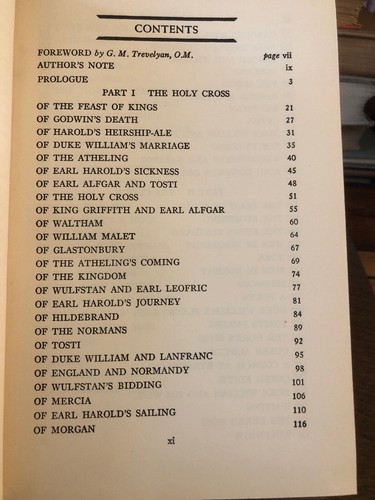 CONTENTS
FOREWORD by G. M. Trevelyan, O.M. page vii
AUTHOR'S NOTE ix
PROLOGUE 3
PART I THE HOLY CROSS
OF THE FEAST OF KINGS 21
OF GODWIN'S DEATH 27
OF HAROLD'S HEIRSHIP-ALE 31
OF DUKE WILLIAM'S MARRIAGE 35
OF THE ATHELING 40
OF EARL HAROLD'S SICKNESS 45
OF EARL ALFGAR AND TOSTI 48
OF THE HOLY CROSS 51
OF KING GRIFFITH AND EARL ALFGAR 55
OF WALTHAM 60
OF WILLIAM MALET 64
OF GLASTONBURY 67
OF THE ATHELING'S COMING 69
OF THE KINGDOM 74
OF WULFSTAN AND EARL LEOFRIC 77
OF EARL HAROLD'S JOURNEY 81
OF HILDEBRAND 84
OF THE NORMANS 89
OF TOSTI 92
OF DUKE WILLIAM AND LANFRANC 95
OF ENGLAND AND NORMANDY 98
OF WULFSTAN'S BIDDING 101
OF MERCIA 106
OF EARL HAROLD'S SAILING 110
OF MORGAN 116
xi